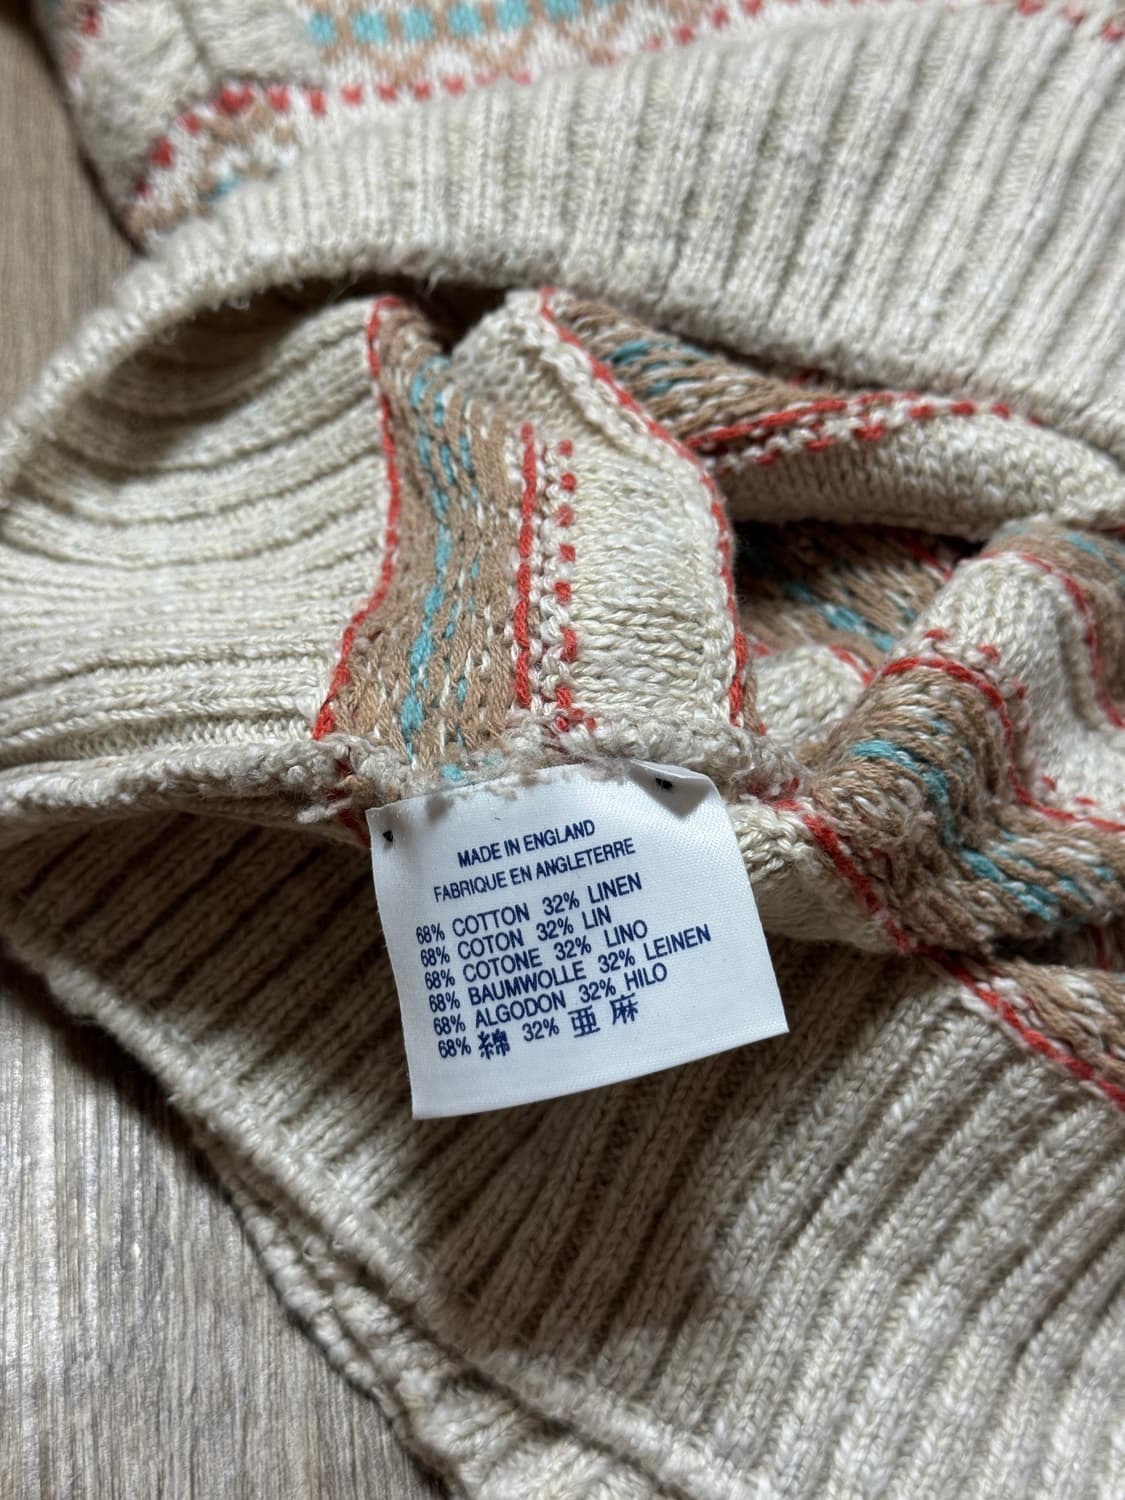 MADE IN ENGLAND
FABRIQUE EN ANGLETERRE
68% COTTON 32% LINEN
68% COTON 32% LIN
68% COTONE 32% LINO
68% BAUMWOLLE 32% LEINEN
68% ALGODON 32% HILO
68% 綿 32% 亜 麻